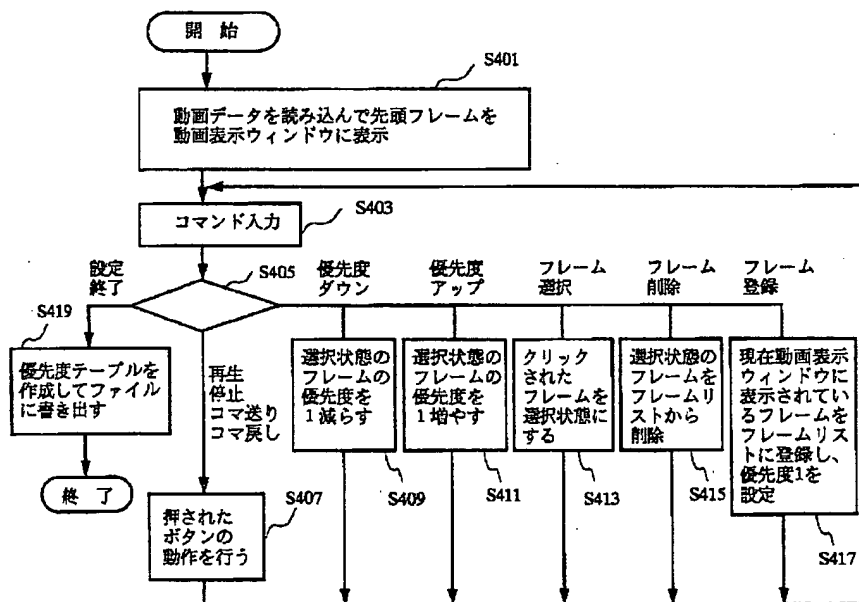 開 始
S401
動画データを読み込んで先頭フレームを
動画表示ウィンドウに表示
コマンド入力
S403
S405
設定
終了
優先度
ダウン
優先度
アップ
フレーム
選択
フレーム
削除
フレーム
登録
S419
優先度テーブルを
作成してファイル
に書き出す
終 了
再生
停止
コマ送り
コマ戻し
選択状態の
フレームの
優先度を
1減らす
選択状態の
フレームの
優先度を
1増やす
クリック
された
フレームを
選択状態に
する
選択状態の
フレームを
フレームリ
ストから
削除
現在動画表示
ウィンドウに
表示されてい
るフレームを
フレームリス
トに登録し、
優先度1を
設定
S407
S409
S411
S413
S415
S417
押された
ボタンの
動作を行う